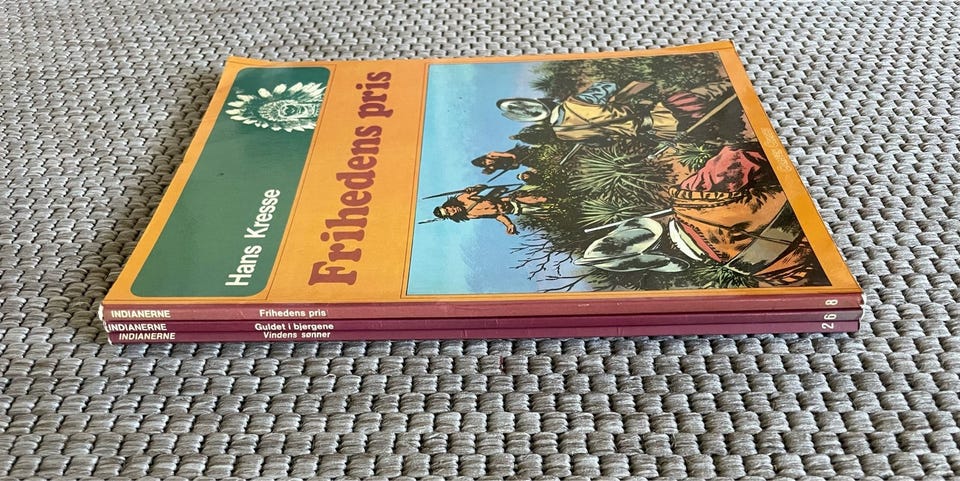 Hans Kresse
Frihedens pris
INDIANERNE Frihedens pris 8
INDIANERNE Guldet i bjergene 6
INDIANERNE Vindens sønner 2